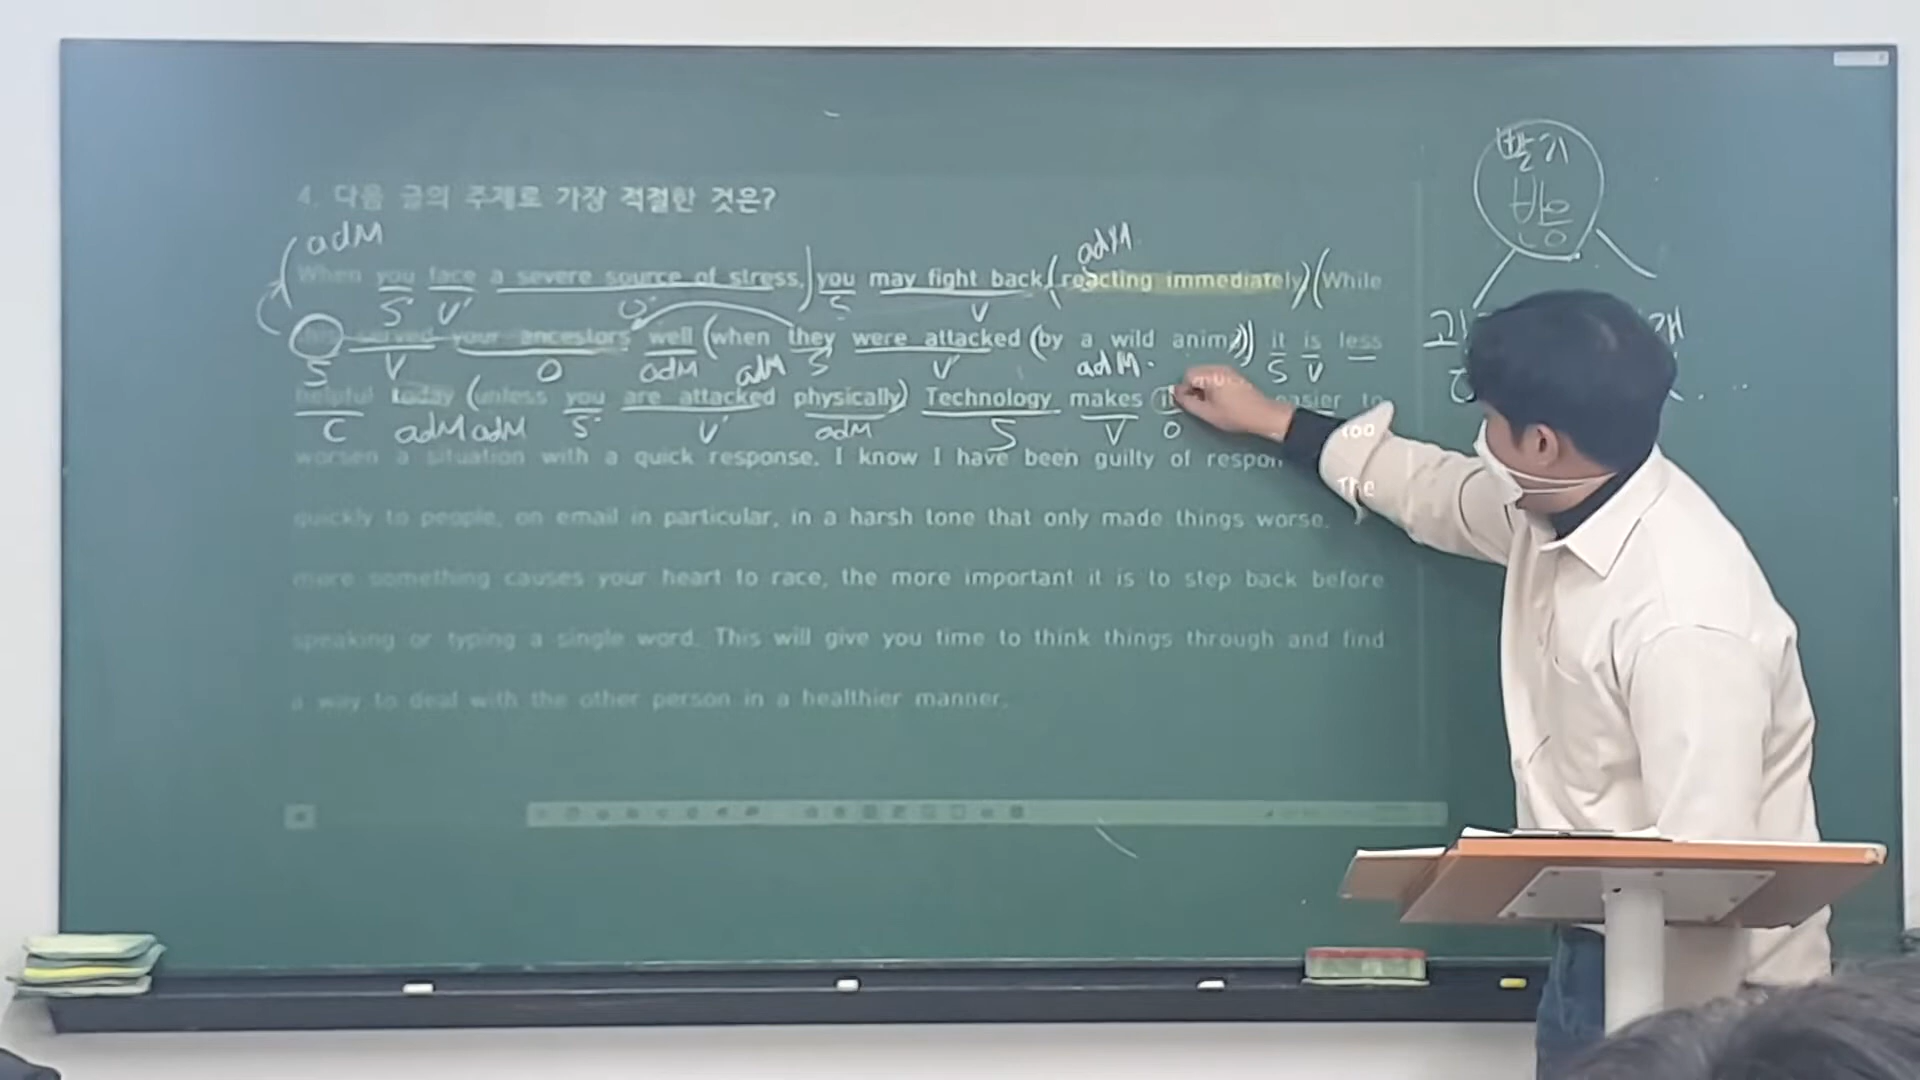 4. 다음 글의 주제로 가장 적절한 것은?
adM
adM
When you face a severe source of stress, you may fight back, (reacting immediately) (While
S' V' O' S V
served your ancestors well (when they were attacked (by a wild anim)) it is less
S V O adM adM S' V' adM. S V
helpful today (unless you are attacked physically) Technology makes it easier to
C adM adM S' V' adM S V O
worsen a situation with a quick response. I know I have been guilty of respon too
quickly to people, on email in particular, in a harsh tone that only made things worse. The
more something causes your heart to race, the more important it is to step back before
speaking or typing a single word. This will give you time to think things through and find
a way to deal with the other person in a healthier manner.
반응